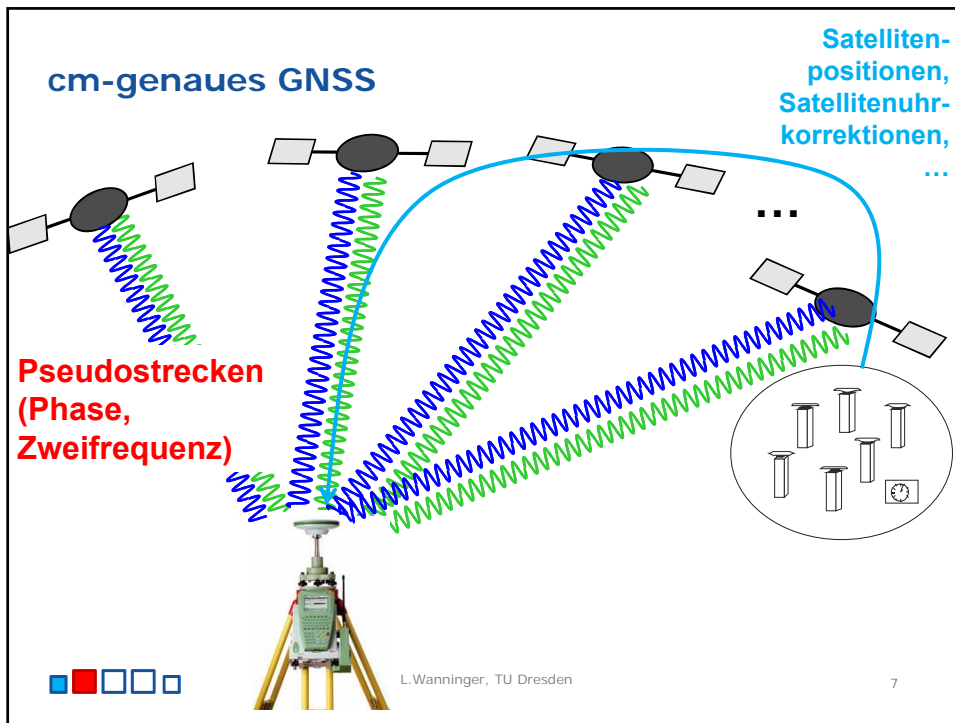 cm-genaues GNSS
Satelliten-
positionen,
Satellitenuhr-
korrektionen,
...
...
Pseudostrecken
(Phase,
Zweifrequenz)
L.Wanninger, TU Dresden
7